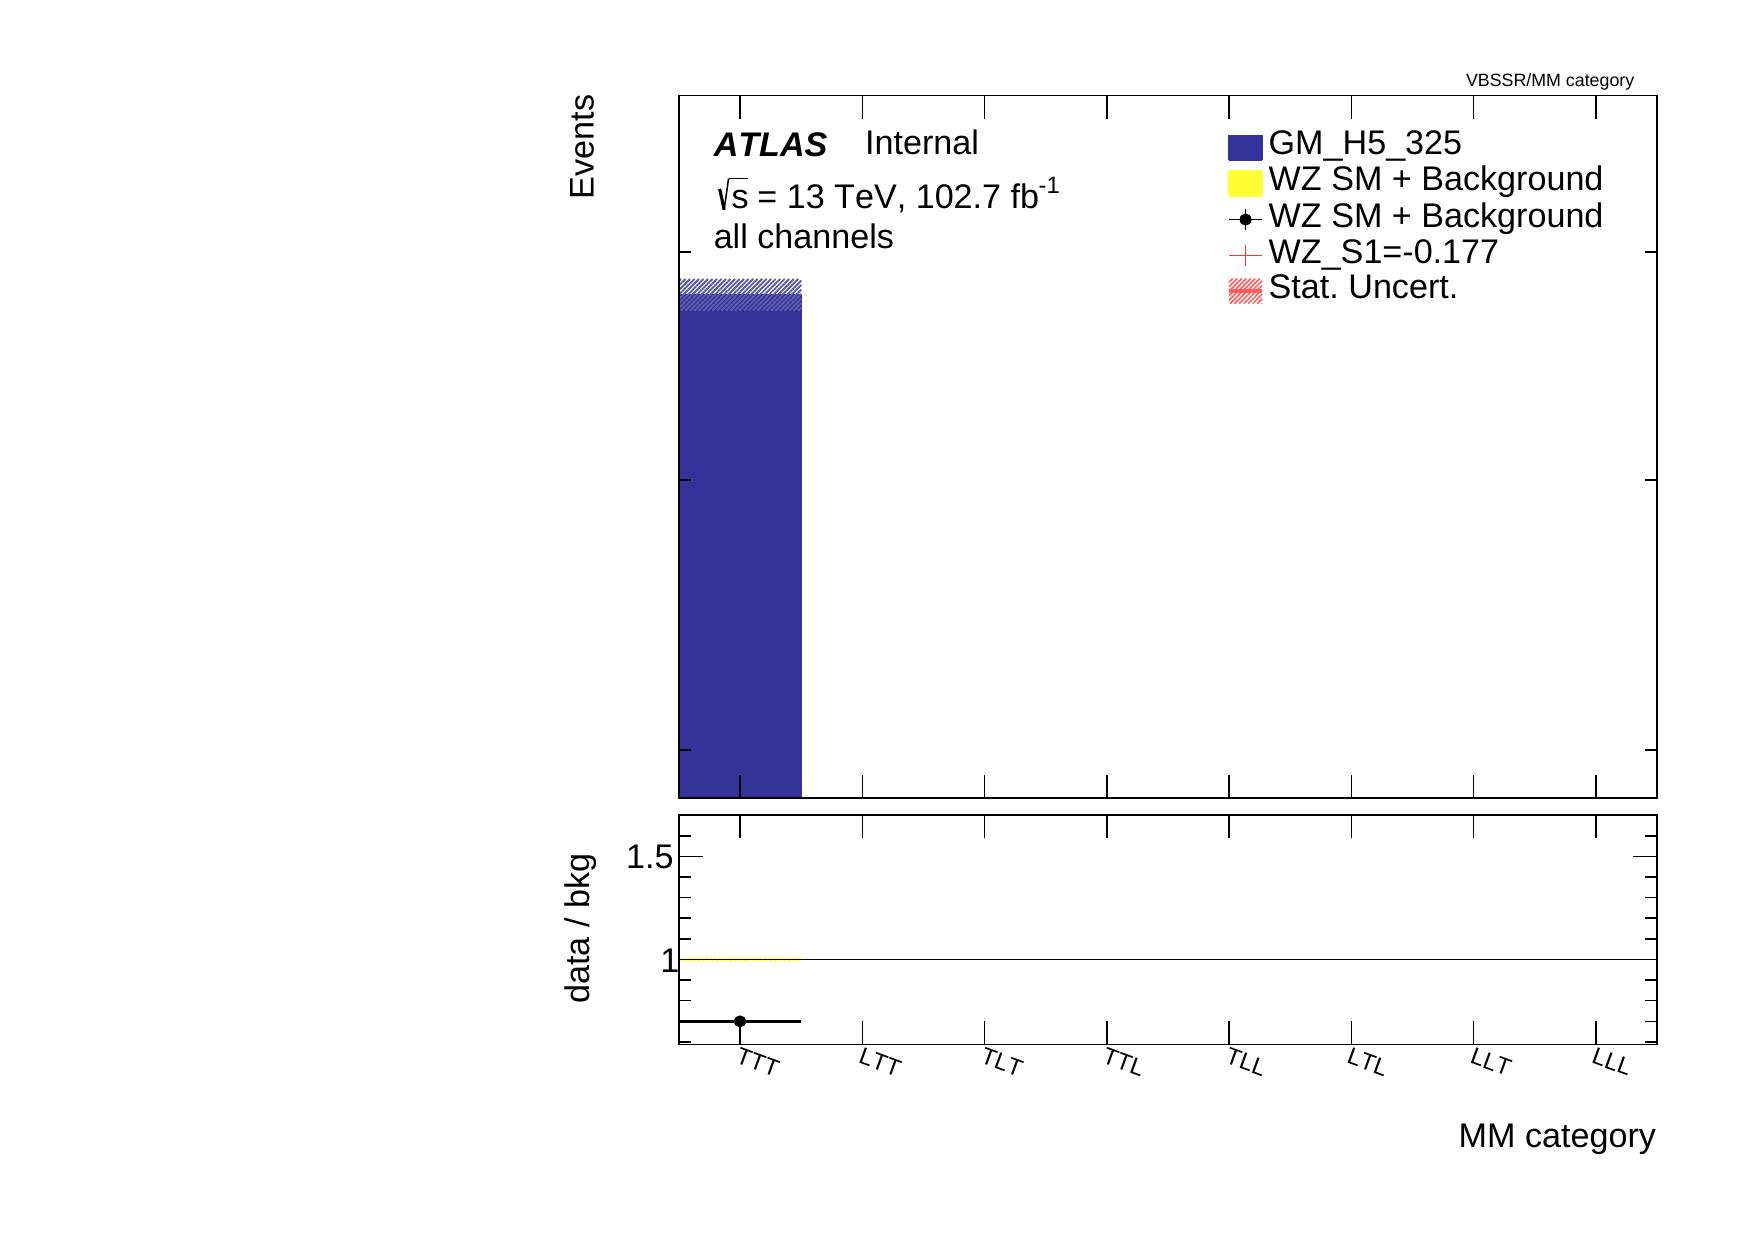 VBSSR/MM category
Events
ATLAS Internal
√s = 13 TeV, 102.7 fb-1
all channels
GM_H5_325
WZ SM + Background
WZ SM + Background
WZ_S1=-0.177
Stat. Uncert.
data / bkg
1.5
1
TTT LTT TLT TTL TLL LTL LLT LLL
MM category